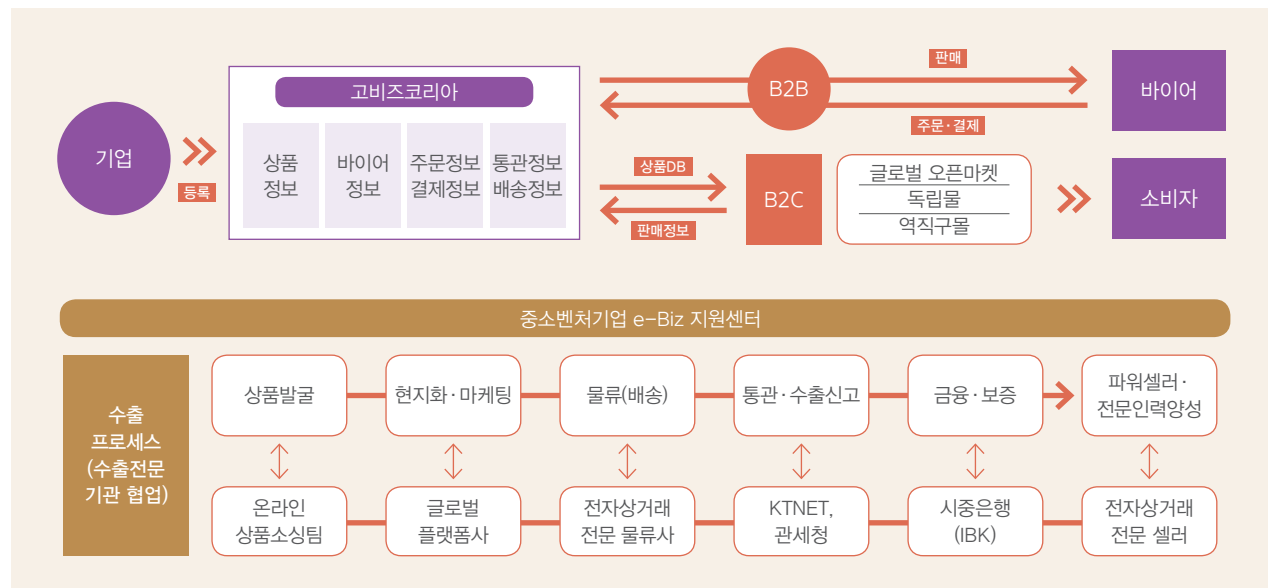 기업
등록
고비즈코리아
상품
정보
바이어
정보
주문정보
결제정보
통관정보
배송정보
B2B
판매
주문·결제
바이어
상품DB
판매정보
B2C
글로벌 오픈마켓
독립물
역직구몰
소비자
중소벤처기업 e-Biz 지원센터
수출
프로세스
(수출전문
기관 협업)
상품발굴
현지화·마케팅
물류(배송)
통관·수출신고
금융·보증
파워셀러·
전문인력양성
온라인
상품소싱팀
글로벌
플랫폼사
전자상거래
전문 물류사
KTNET,
관세청
시중은행
(IBK)
전자상거래
전문 셀러